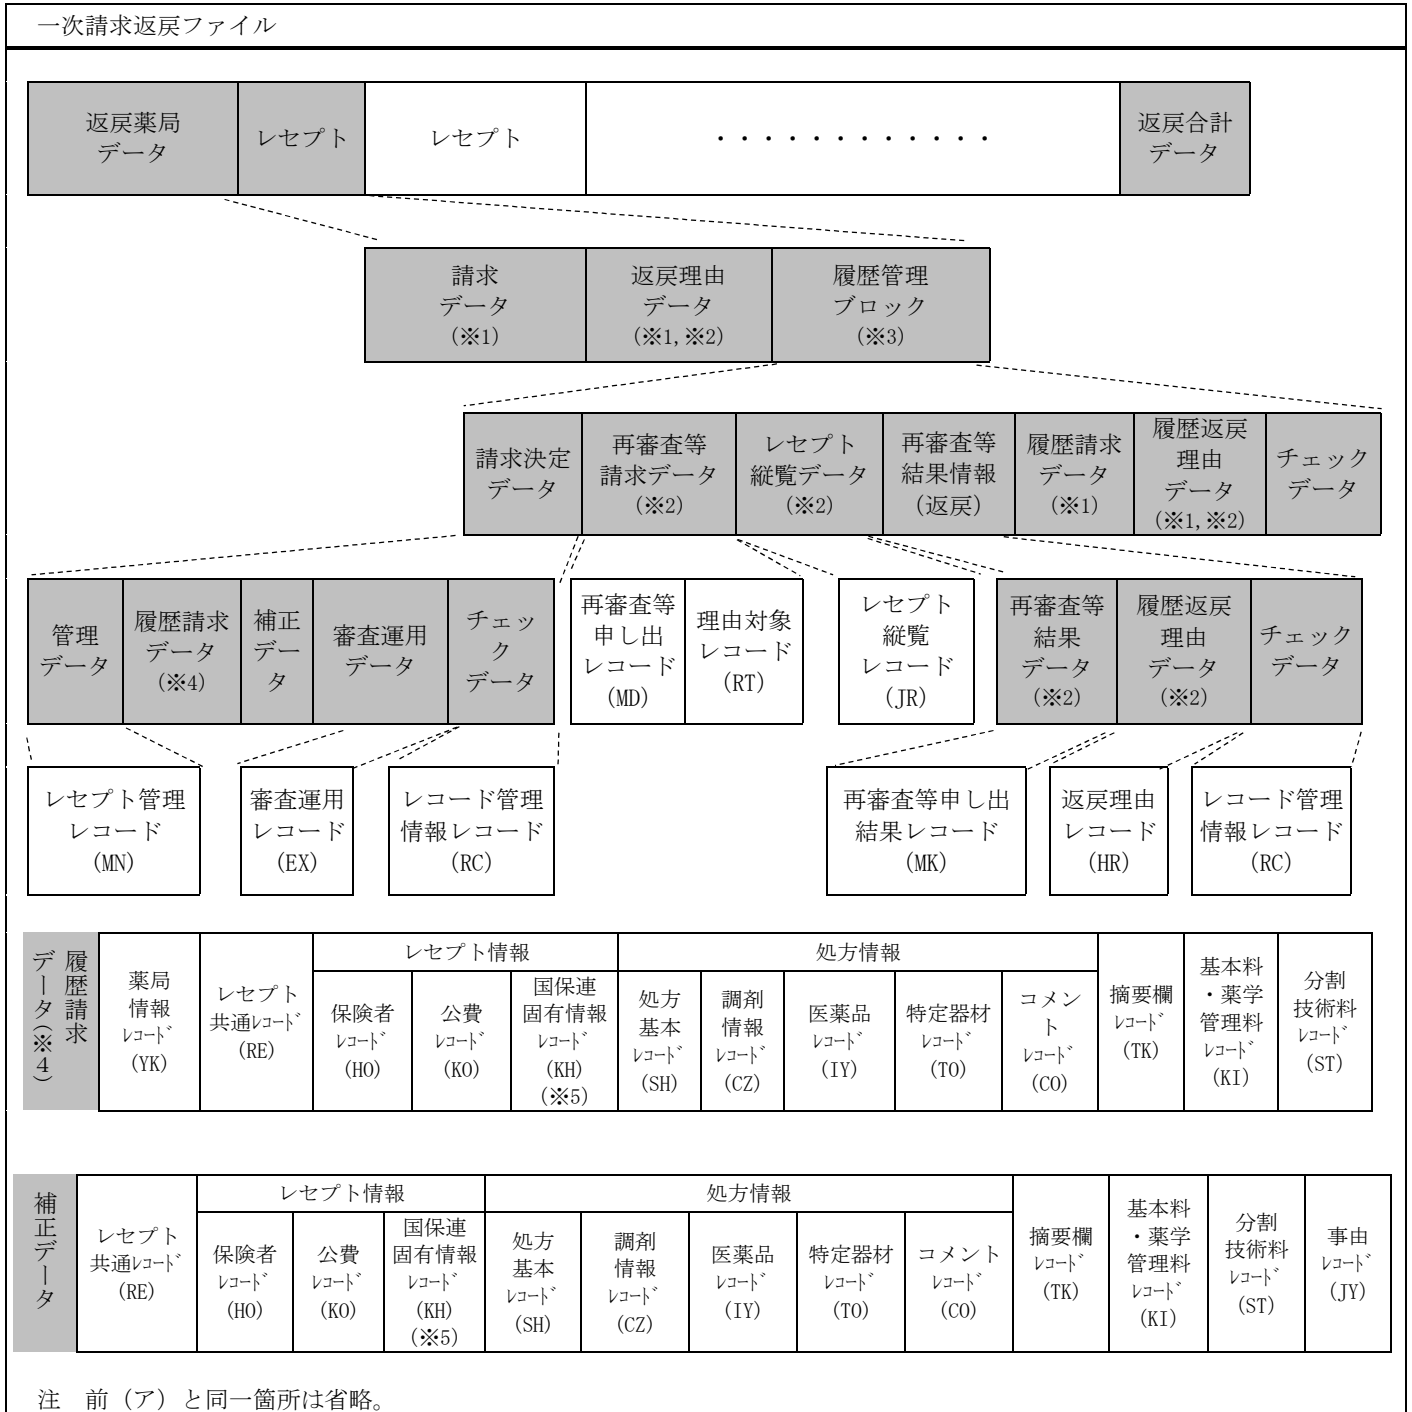 一次請求返戻ファイル
返戻薬局
データ
レセプト
レセプト
・・・・・・・・・・・・
返戻合計
データ
請求
データ
(※1)
返戻理由
データ
(※1,※2)
履歴管理
ブロック
(※3)
請求決定
データ
再審査等
請求データ
(※2)
レセプト
縦覧データ
(※2)
再審査等
結果情報
(返戻)
履歴請求
データ
(※1)
履歴返戻
理由
データ
(※1,※2)
チェック
データ
管理
データ
履歴請求
データ
(※4)
補正
デー
タ
審査運用
データ
チェッ
ク
データ
再審査等
申し出
レコード
(MD)
理由対象
レコード
(RT)
レセプト
縦覧
レコード
(JR)
再審査等
結果
データ
(※2)
履歴返戻
理由
データ
(※2)
チェック
データ
レセプト管理
レコード
(MN)
審査運用
レコード
(EX)
レコード管理
情報レコード
(RC)
再審査等申し出
結果レコード
(MK)
返戻理由
レコード
(HR)
レコード管理
情報レコード
(RC)
履歴請求
データ(※4)
薬局
情報
ﾚｺｰﾄﾞ
(YK)
レセプト
共通ﾚｺｰﾄﾞ
(RE)
レセプト情報
保険者
ﾚｺｰﾄﾞ
(HO)
公費
ﾚｺｰﾄﾞ
(KO)
国保連
固有情報
ﾚｺｰﾄﾞ
(KH)
(※5)
処方情報
処方
基本
ﾚｺｰﾄﾞ
(SH)
調剤
情報
ﾚｺｰﾄﾞ
(CZ)
医薬品
ﾚｺｰﾄﾞ
(IY)
特定器材
ﾚｺｰﾄﾞ
(TO)
コメン
ト
ﾚｺｰﾄﾞ
(CO)
摘要欄
ﾚｺｰﾄﾞ
(TK)
基本料
・薬学
管理料
ﾚｺｰﾄﾞ
(KI)
分割
技術料
ﾚｺｰﾄﾞ
(ST)
補正データ
レセプト
共通ﾚｺｰﾄﾞ
(RE)
レセプト情報
保険者
ﾚｺｰﾄﾞ
(HO)
公費
ﾚｺｰﾄﾞ
(KO)
国保連
固有情報
ﾚｺｰﾄﾞ
(KH)
(※5)
処方情報
処方
基本
ﾚｺｰﾄﾞ
(SH)
調剤
情報
ﾚｺｰﾄﾞ
(CZ)
医薬品
ﾚｺｰﾄﾞ
(IY)
特定器材
ﾚｺｰﾄﾞ
(TO)
コメント
ﾚｺｰﾄﾞ
(CO)
摘要欄
ﾚｺｰﾄﾞ
(TK)
基本料
・薬学
管理料
ﾚｺｰﾄﾞ
(KI)
分割
技術料
ﾚｺｰﾄﾞ
(ST)
事由
ﾚｺｰﾄﾞ
(JY)
注　前（ア）と同一箇所は省略。